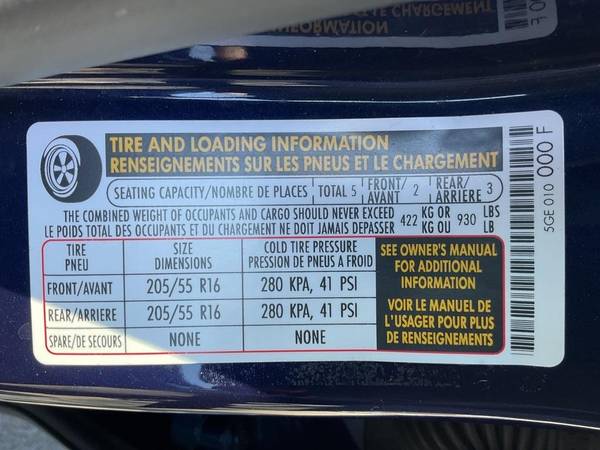 INFORMATION
LE CHARGEMENT
TIRE AND LOADING INFORMATION
RENSEIGNEMENTS SUR LES PNEUS ET LE CHARGEMENT
SEATING CAPACITY/NOMBRE DE PLACES TOTAL 5 FRONT/AVANT 2 REAR/ARRIERE 3
THE COMBINED WEIGHT OF OCCUPANTS AND CARGO SHOULD NEVER EXCEED 422 KG OR 930 LBS
LE POIDS TOTAL DES OCCUPANTS ET DU CHARGEMENT NE DOIT JAMAIS DEPASSER KG OU LB
TIRE SIZE COLD TIRE PRESSURE
PNEU DIMENSIONS PRESSION DE PNEUS A FROID
FRONT/AVANT 205/55 R16 280 KPA, 41 PSI
REAR/ARRIERE 205/55 R16 280 KPA, 41 PSI
SPARE/DE SECOURS NONE NONE
SEE OWNER'S MANUAL
FOR ADDITIONAL
INFORMATION
VOIR LE MANUEL DE
L'USAGER POUR PLUS
DE RENSEIGNEMENTS
5GE 010 000 F